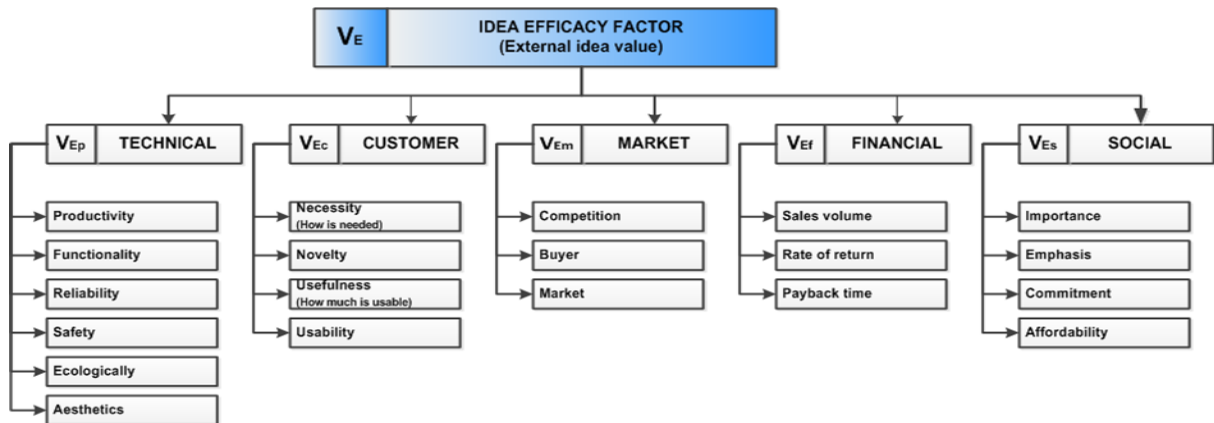 VE IDEA EFFICACY FACTOR
(External idea value)
VEp TECHNICAL
Productivity
Functionality
Reliability
Safety
Ecologically
Aesthetics
VEc CUSTOMER
Necessity
(How is needed)
Novelty
Usefulness
(How much is usable)
Usability
VEm MARKET
Competition
Buyer
Market
VEf FINANCIAL
Sales volume
Rate of return
Payback time
VEs SOCIAL
Importance
Emphasis
Commitment
Affordability